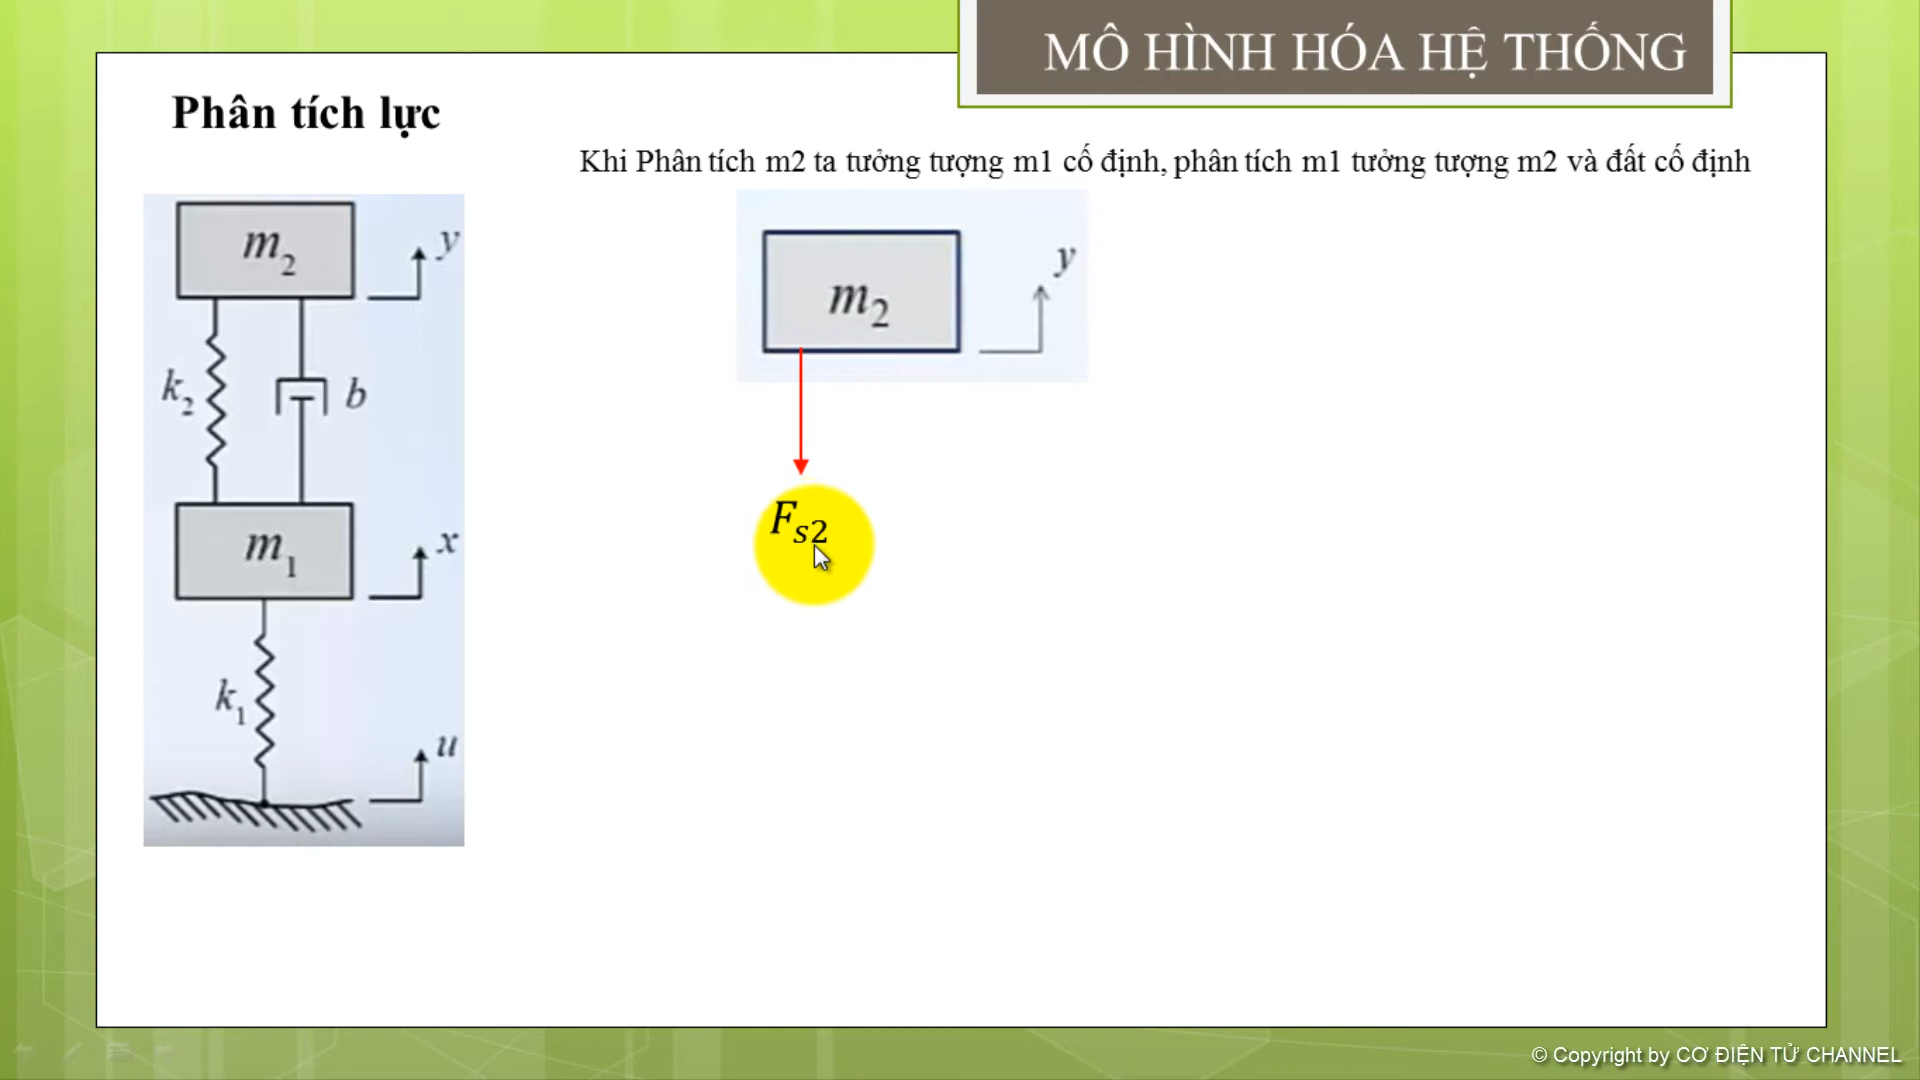 MÔ HÌNH HÓA HỆ THỐNG
Phân tích lực
Khi Phân tích m2 ta tưởng tượng m1 cố định, phân tích m1 tưởng tượng m2 và đất cố định
m2
y
k2
b
m1
x
k1
u
m2
y
Fs2
© Copyright by CƠ ĐIỆN TỬ CHANNEL